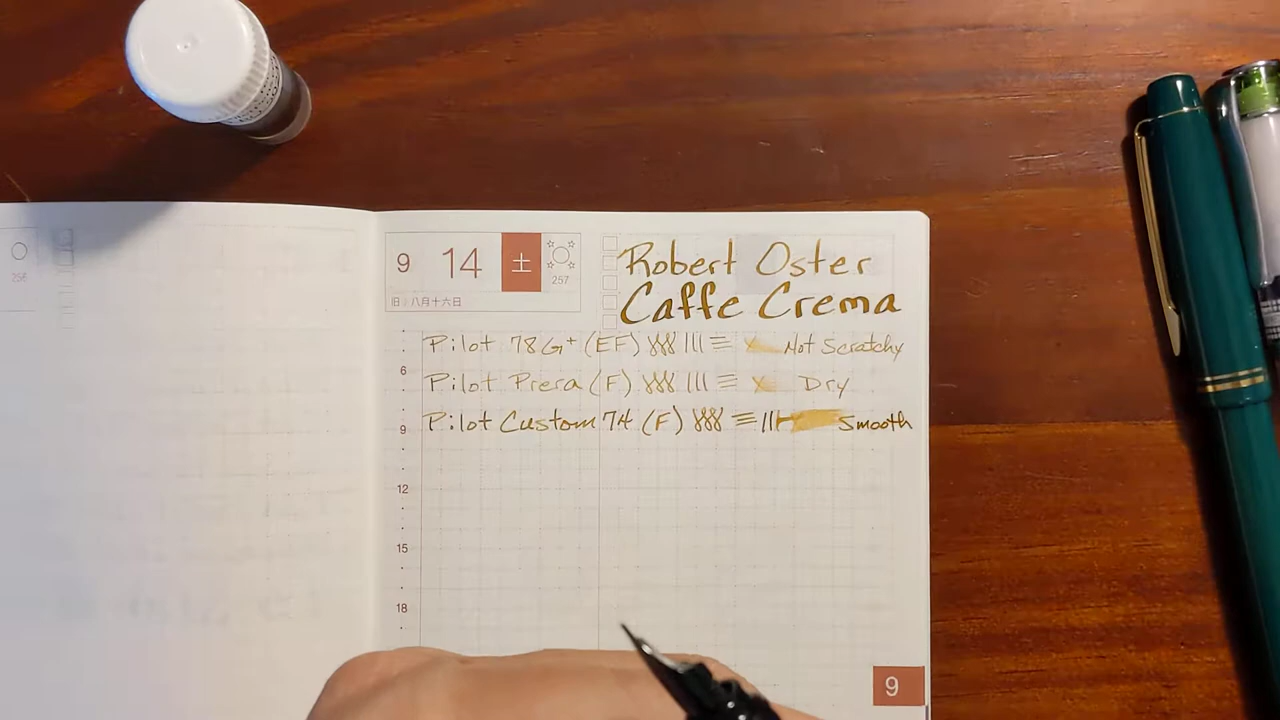 256
9 14 土 257
旧:八月十六日
Robert Oster
Caffe Crema
Pilot 78G+ (EF) Not Scratchy
6
Pilot Prera (F) Dry
Pilot Custom 74 (F) Smooth
9
12
15
18
9